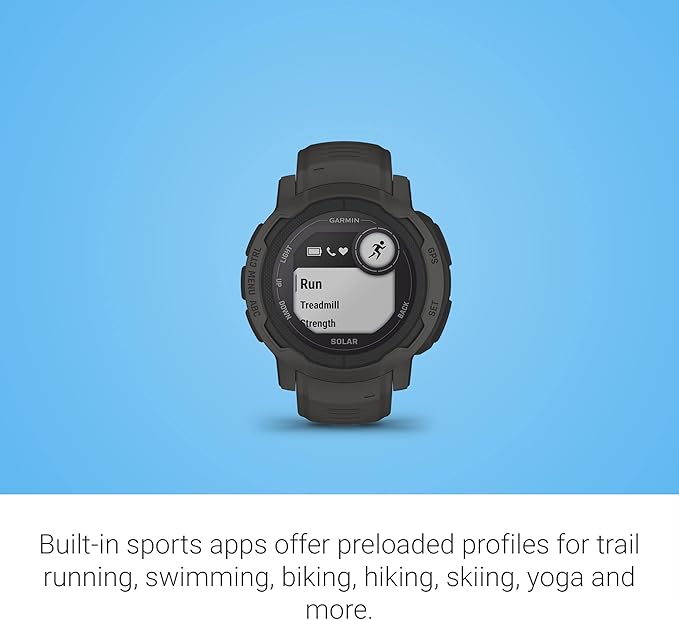 GARMIN
LIGHT
GPS
CTRL
MENU
ABC
UP
DOWN
Run
Treadmill
Strength
BACK
SET
SOLAR
Built-in sports apps offer preloaded profiles for trail
running, swimming, biking, hiking, skiing, yoga and
more.